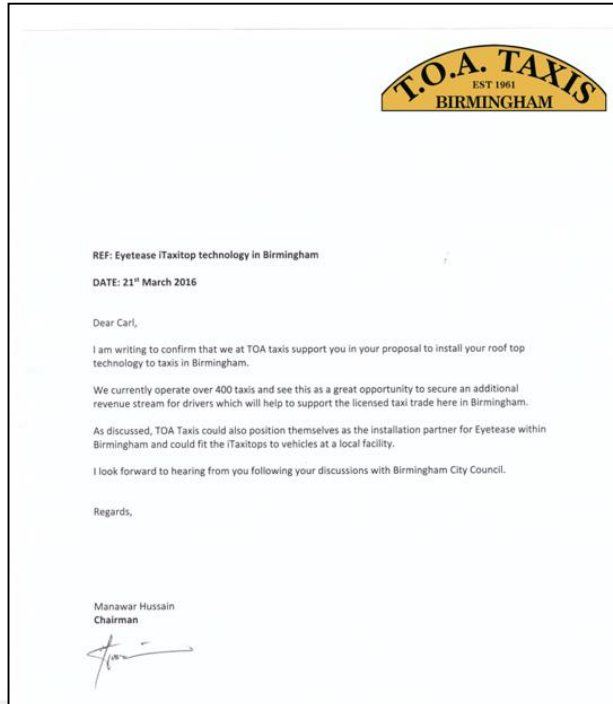 T.O.A. TAXIS
EST 1961
BIRMINGHAM
REF: Eyetease iTaxitop technology in Birmingham
DATE: 21st March 2016
Dear Carl,
I am writing to confirm that we at TOA taxis support you in your proposal to install your roof top
technology to taxis in Birmingham.
We currently operate over 400 taxis and see this as a great opportunity to secure an additional
revenue stream for drivers which will help to support the licensed taxi trade here in Birmingham.
As discussed, TOA Taxis could also position themselves as the installation partner for Eyetease within
Birmingham and could fit the iTaxitops to vehicles at a local facility.
I look forward to hearing from you following your discussions with Birmingham City Council.
Regards,
Manawar Hussain
Chairman